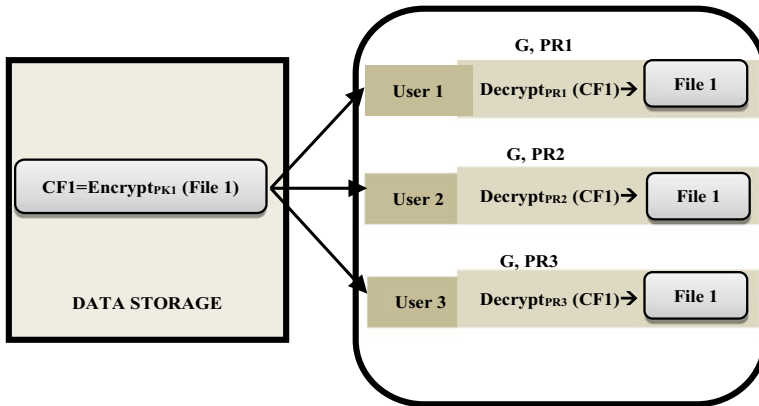 G, PR1
User 1
DecryptPR1 (CF1)→
File 1
CF1=EncryptPK1 (File 1)
G, PR2
User 2
DecryptPR2 (CF1)→
File 1
G, PR3
User 3
DecryptPR3 (CF1)→
File 1
DATA STORAGE